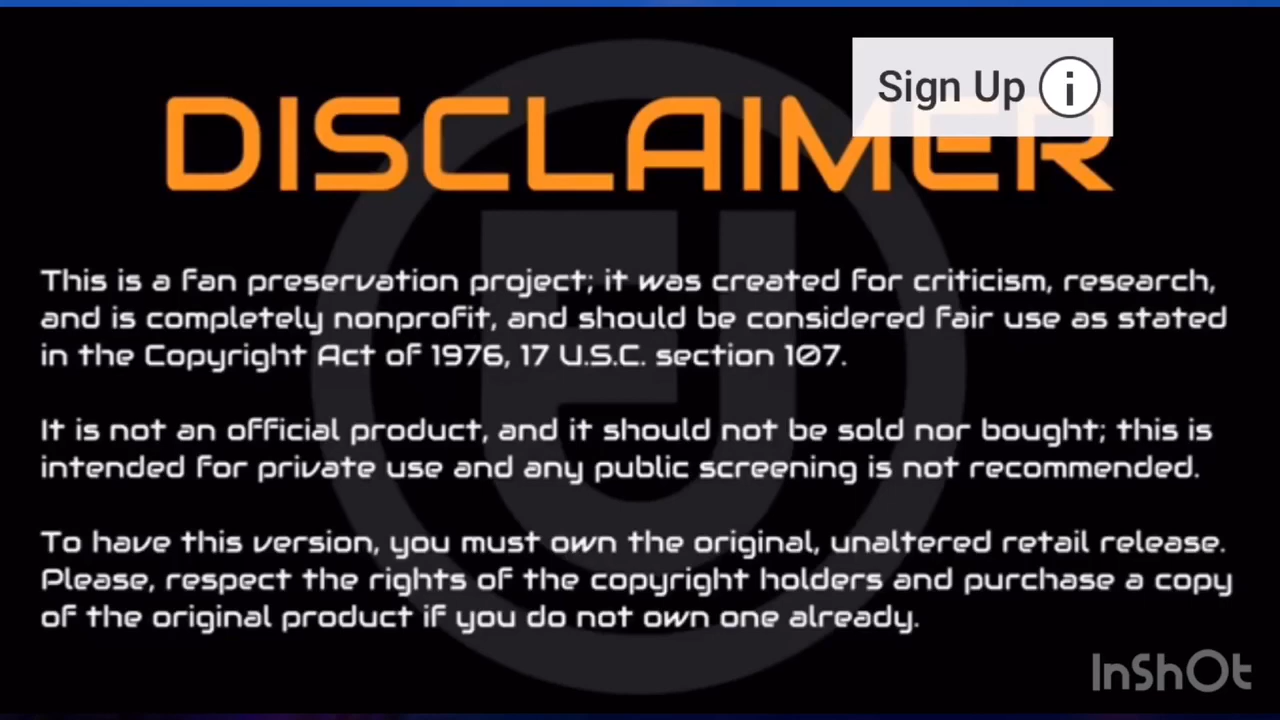 Sign Up i
DISCLAIMER
This is a fan preservation project; it was created for criticism, research,
and is completely nonprofit, and should be considered fair use as stated
in the Copyright Act of 1976, 17 U.S.C. section 107.
It is not an official product, and it should not be sold nor bought; this is
intended for private use and any public screening is not recommended.
To have this version, you must own the original, unaltered retail release.
Please, respect the rights of the copyright holders and purchase a copy
of the original product if you do not own one already.
InShOt